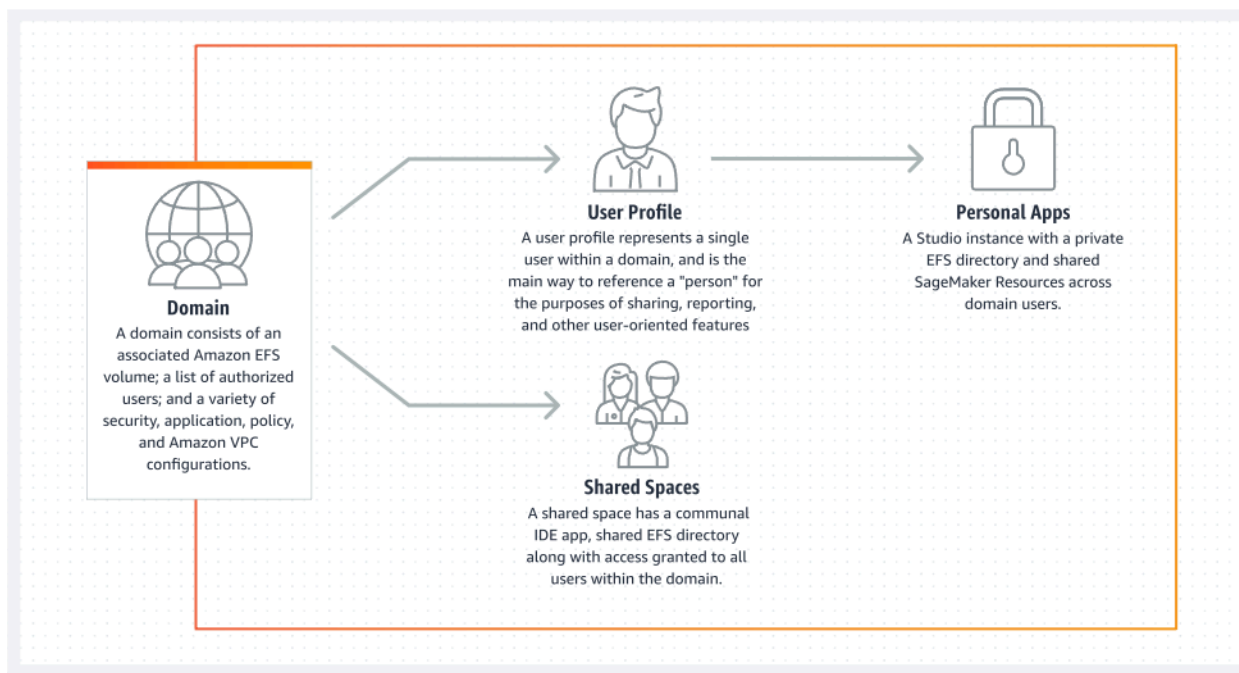 Domain
A domain consists of an
associated Amazon EFS
volume; a list of authorized
users; and a variety of
security, application, policy,
and Amazon VPC
configurations.
User Profile
A user profile represents a single
user within a domain, and is the
main way to reference a "person" for
the purposes of sharing, reporting,
and other user-oriented features
Personal Apps
A Studio instance with a private
EFS directory and shared
SageMaker Resources across
domain users.
Shared Spaces
A shared space has a communal
IDE app, shared EFS directory
along with access granted to all
users within the domain.